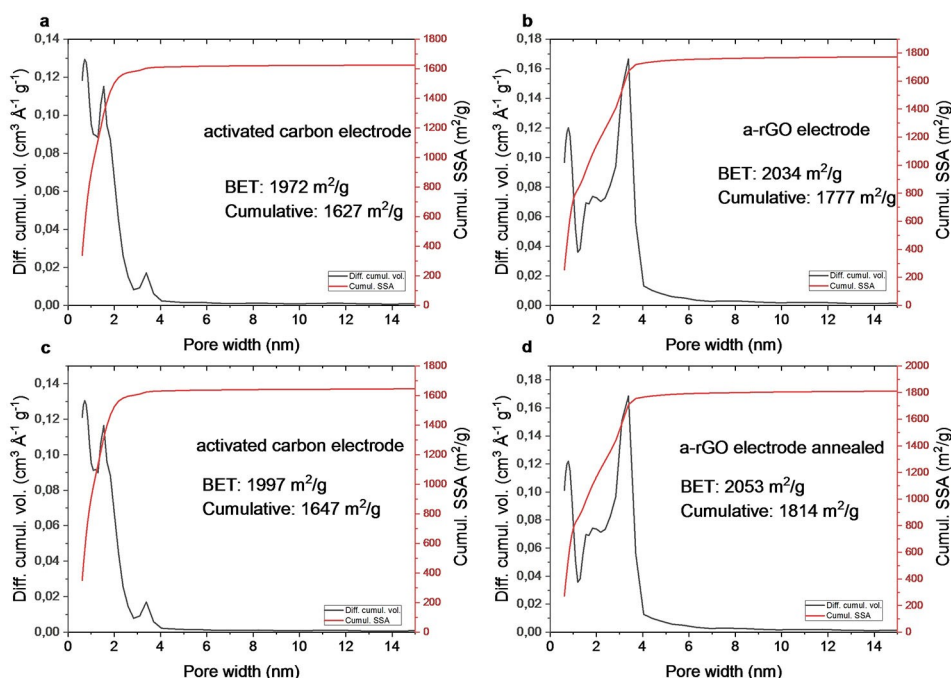 a
0,14
0,12
0,10
0,08
0,06
0,04
0,02
0,00
Diff. cumul. vol. (cm³ Å⁻¹ g⁻¹)
activated carbon electrode
BET: 1972 m²/g
Cumulative: 1627 m²/g
Diff. cumul. vol.
Cumul. SSA
0 2 4 6 8 10 12 14
Pore width (nm)
1800
1600
1400
1200
1000
800
600
400
200
0
Cumul. SSA (m²/g)
b
0,18
0,16
0,14
0,12
0,10
0,08
0,06
0,04
0,02
0,00
Diff. cumul. vol. (cm³ Å⁻¹ g⁻¹)
a-rGO electrode
BET: 2034 m²/g
Cumulative: 1777 m²/g
Diff. cumul. vol.
Cumul. SSA
0 2 4 6 8 10 12 14
Pore width (nm)
1800
1600
1400
1200
1000
800
600
400
200
0
Cumul. SSA (m²/g)
c
0,14
0,12
0,10
0,08
0,06
0,04
0,02
0,00
Diff. cumul. vol. (cm³ Å⁻¹ g⁻¹)
activated carbon electrode
BET: 1997 m²/g
Cumulative: 1647 m²/g
Diff. cumul. vol.
Cumul. SSA
0 2 4 6 8 10 12 14
Pore width (nm)
1800
1600
1400
1200
1000
800
600
400
200
0
Cumul. SSA (m²/g)
d
0,18
0,16
0,14
0,12
0,10
0,08
0,06
0,04
0,02
0,00
Diff. cumul. vol. (cm³ Å⁻¹ g⁻¹)
a-rGO electrode annealed
BET: 2053 m²/g
Cumulative: 1814 m²/g
Diff. cumul. vol.
Cumul. SSA
0 2 4 6 8 10 12 14
Pore width (nm)
2000
1800
1600
1400
1200
1000
800
600
400
200
0
Cumul. SSA (m²/g)